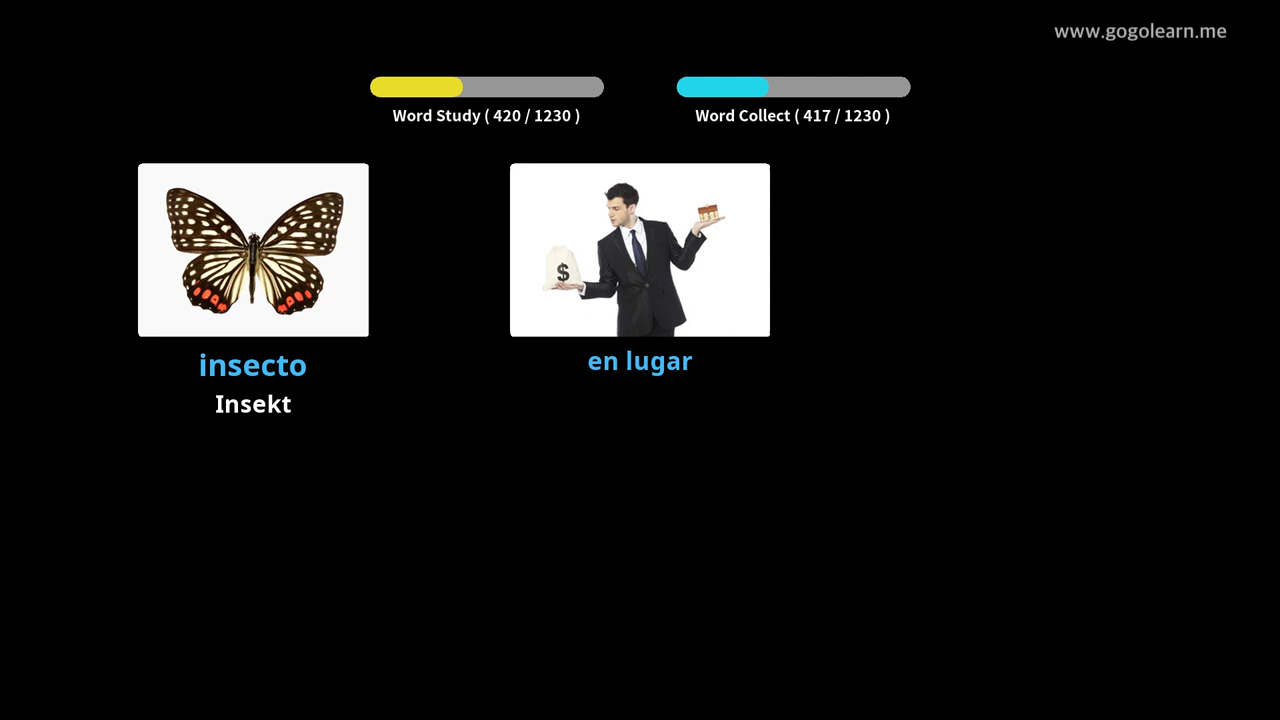 www.gogolearn.me
Word Study ( 420 / 1230 )
Word Collect ( 417 / 1230 )
$
insecto
Insekt
en lugar